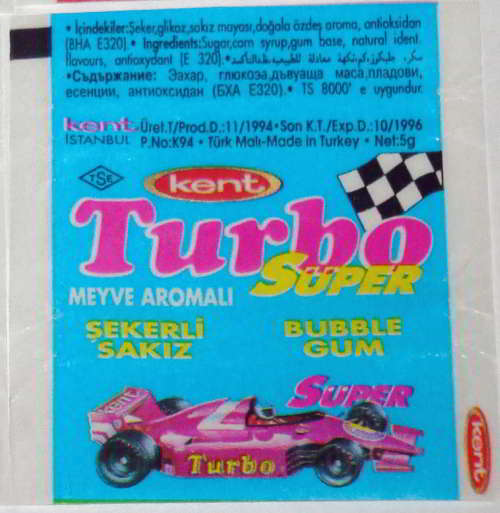 • İçindekiler:Şeker,glikoz,sakız mayası,doğala özdeş aroma, antioksidan
(BHA E320).• Ingredients:Sugar,corn syrup,gum base, natural ident.
flavours, antioxydant (E 320).
•Съдържание: Захар, глюкоза,дъвуаща маса,пладови,
есенции, антиоксидан (БХА E320).• TS 8000' e uygundur.
kent Üret.T/Prod.D.:11/1994•Son K.T./Exp.D.:10/1996
İSTANBUL P.No:K94 • Türk Malı-Made in Turkey • Net:5g
TSE
kent
Turbo
SÜPER
MEYVE AROMALI
ŞEKERLİ SAKIZ
BUBBLE GUM
SÜPER
kent
Turbo
kent